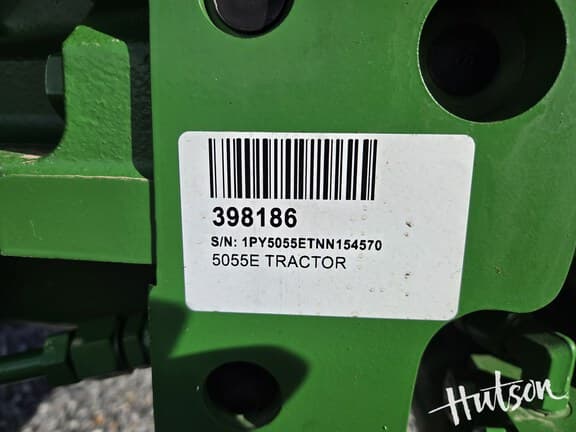 398186
S/N: 1PY5055ETNN154570
5055E TRACTOR
Hutson